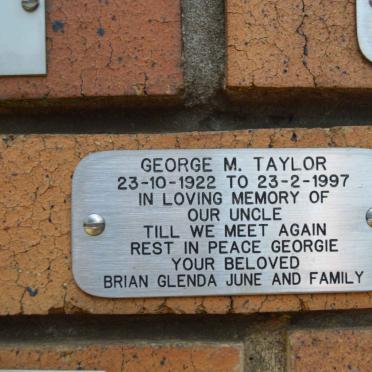 GEORGE M. TAYLOR
23-10-1922 TO 23-2-1997
IN LOVING MEMORY OF
OUR UNCLE
TILL WE MEET AGAIN
REST IN PEACE GEORGIE
YOUR BELOVED
BRIAN GLENDA JUNE AND FAMILY